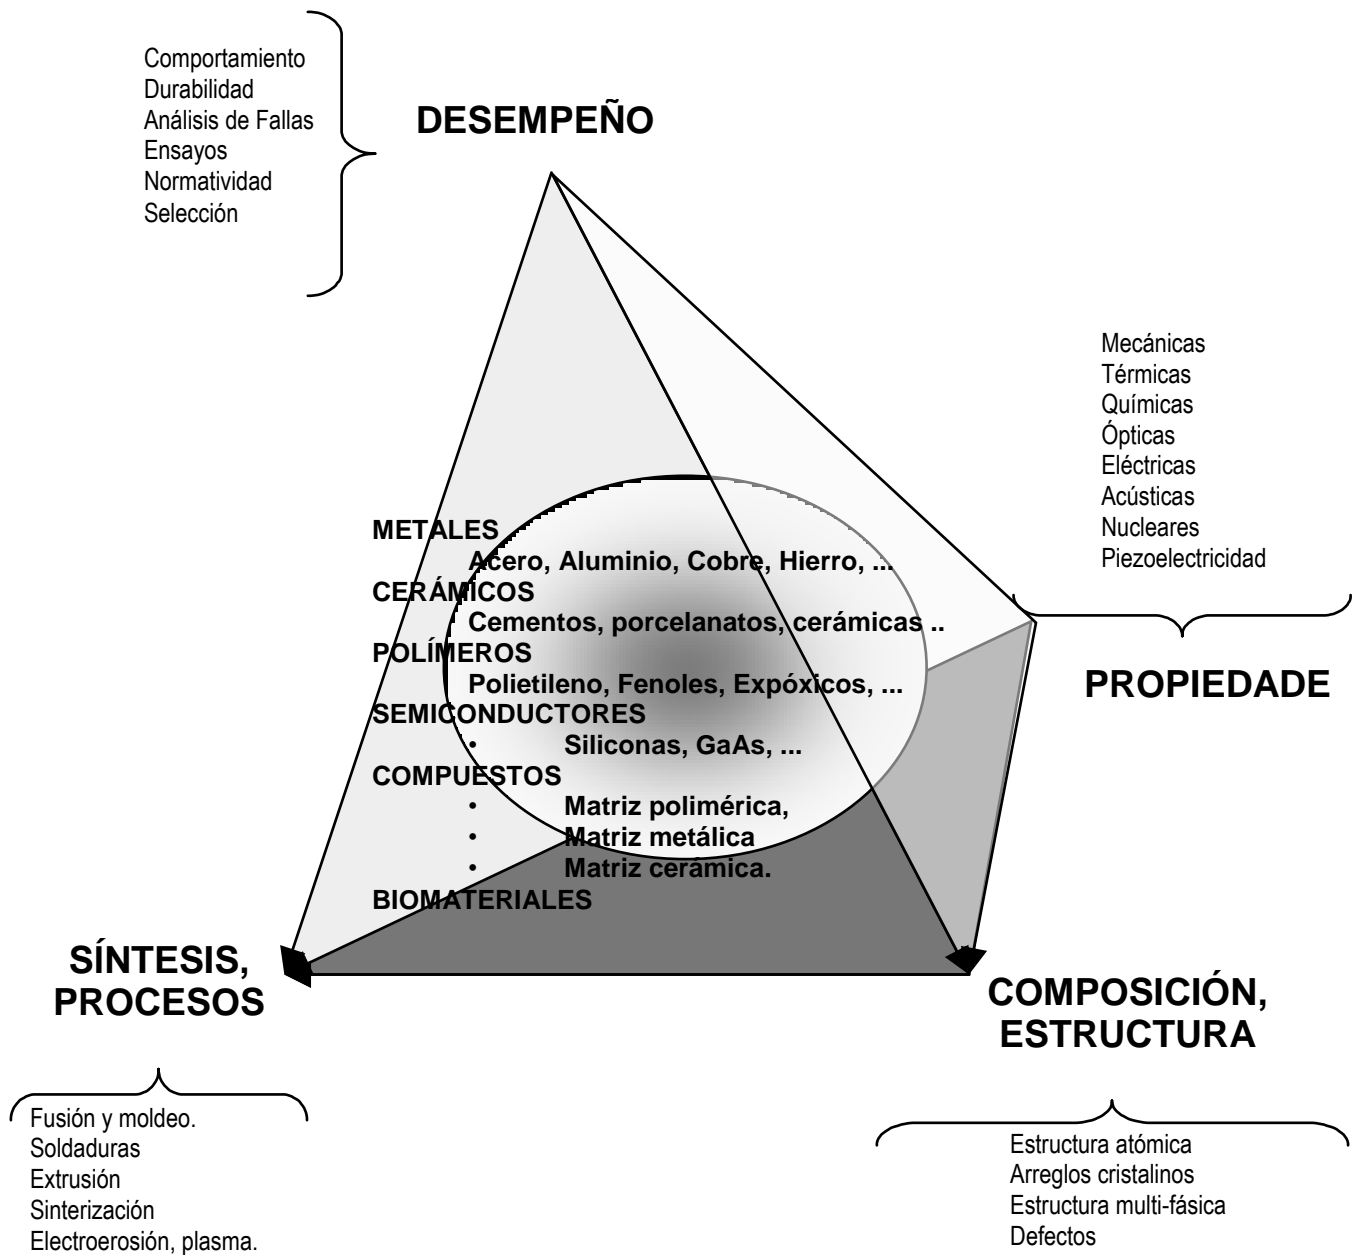 Comportamiento
Durabilidad
Análisis de Fallas
Ensayos
Normatividad
Selección
DESEMPEÑO
Mecánicas
Térmicas
Químicas
Ópticas
Eléctricas
Acústicas
Nucleares
Piezoelectricidad
PROPIEDADE
METALES
Acero, Aluminio, Cobre, Hierro, ...
CERÁMICOS
Cementos, porcelanatos, cerámicas ..
POLÍMEROS
Polietileno, Fenoles, Expóxicos, ...
SEMICONDUCTORES
• Siliconas, GaAs, ...
COMPUESTOS
• Matriz polimérica,
• Matriz metálica
• Matriz cerámica.
BIOMATERIALES
SÍNTESIS,
PROCESOS
Fusión y moldeo.
Soldaduras
Extrusión
Sinterización
Electroerosión, plasma.
COMPOSICIÓN,
ESTRUCTURA
Estructura atómica
Arreglos cristalinos
Estructura multi-fásica
Defectos